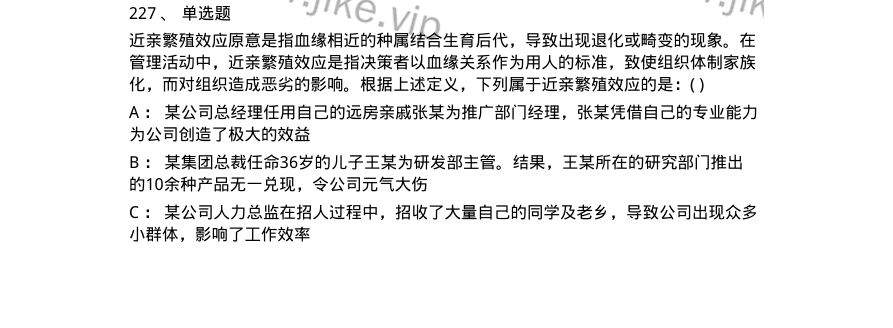 jike.vip
.jik
227 、 单选题
近亲繁殖效应原意是指血缘相近的种属结合生育后代，导致出现退化或畸变的现象。在
管理活动中，近亲繁殖效应是指决策者以血缘关系作为用人的标准，致使组织体制家族
化，而对组织造成恶劣的影响。根据上述定义，下列属于近亲繁殖效应的是：( )
A： 某公司总经理任用自己的远房亲戚张某为推广部门经理，张某凭借自己的专业能力
为公司创造了极大的效益
B： 某集团总裁任命36岁的儿子王某为研发部主管。结果，王某所在的研究部门推出
的10余种产品无一兑现，令公司元气大伤
C： 某公司人力总监在招人过程中，招收了大量自己的同学及老乡，导致公司出现众多
小群体，影响了工作效率